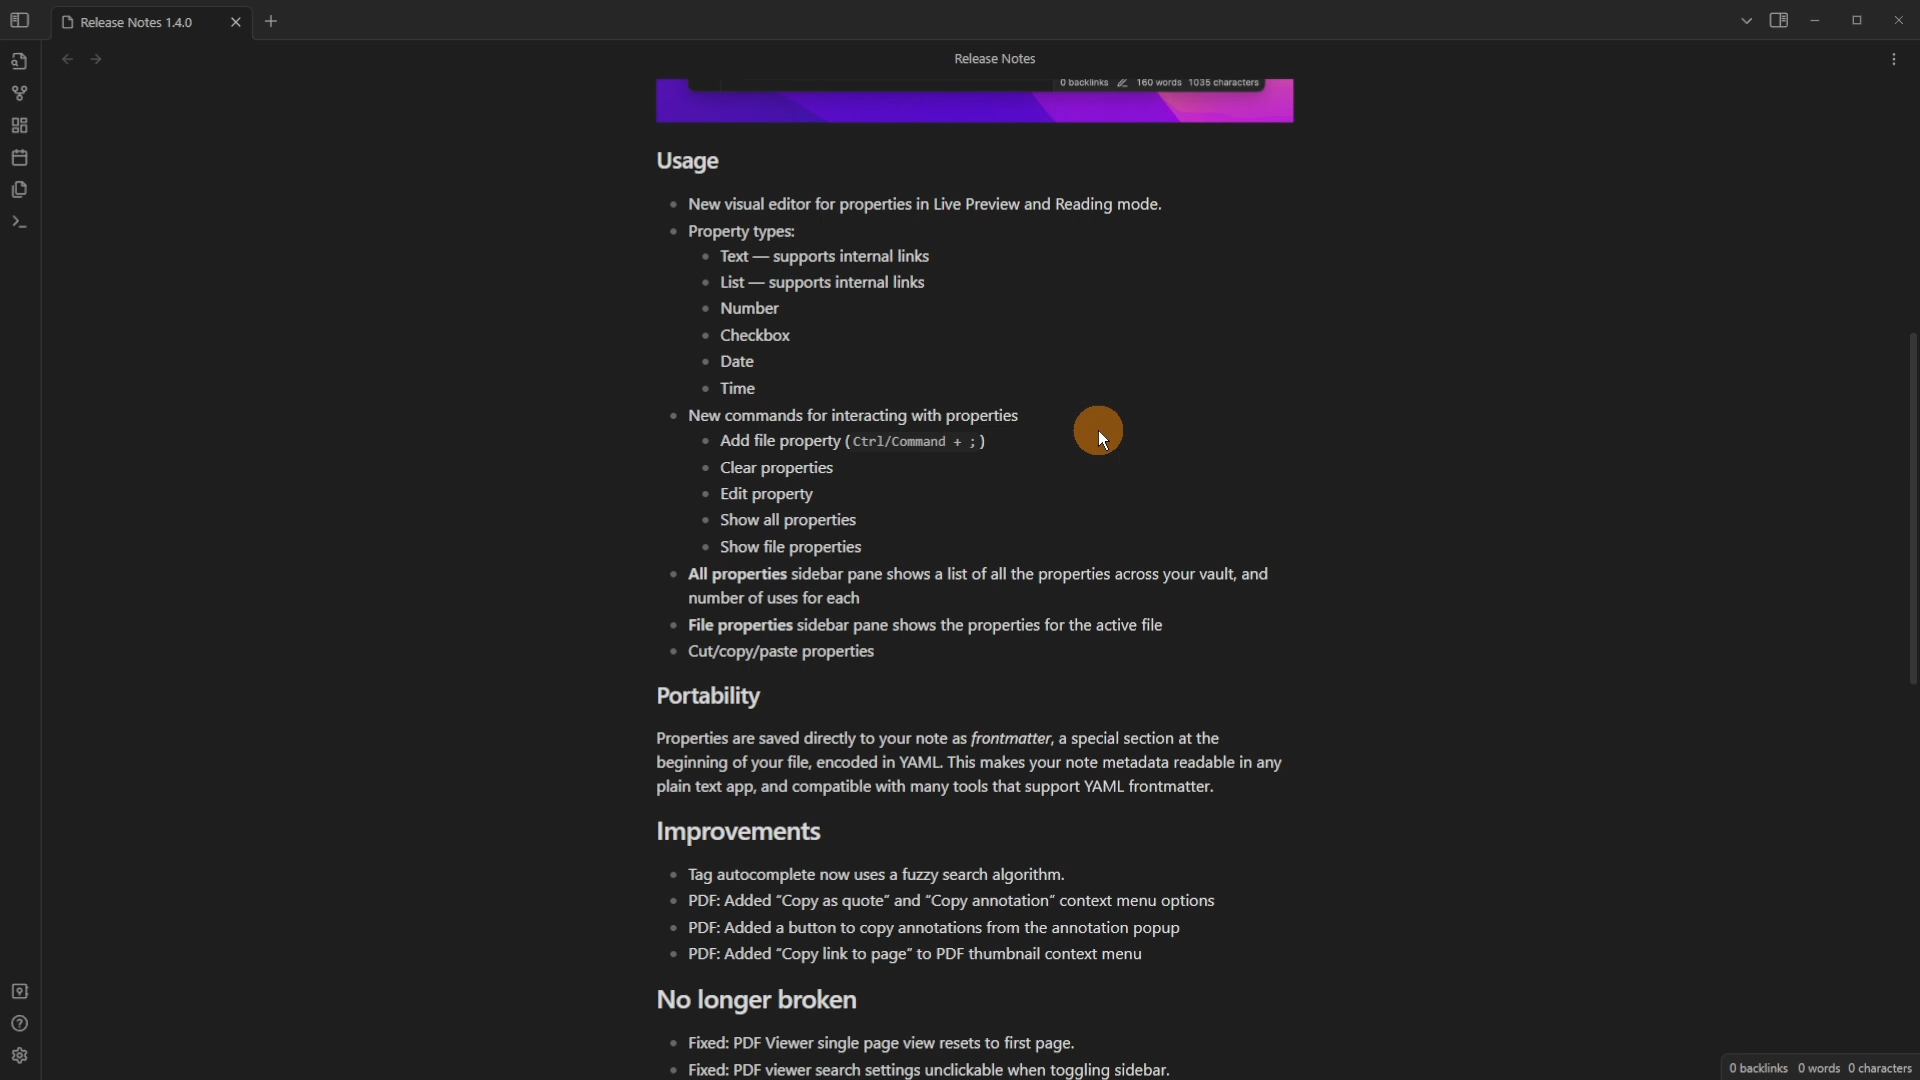 Release Notes 1.4.0
Release Notes
0 backlinks 160 words 1035 characters
Usage
New visual editor for properties in Live Preview and Reading mode.
Property types:
Text — supports internal links
List — supports internal links
Number
Checkbox
Date
Time
New commands for interacting with properties
Add file property (Ctrl/Command + ;)
Clear properties
Edit property
Show all properties
Show file properties
All properties sidebar pane shows a list of all the properties across your vault, and
number of uses for each
File properties sidebar pane shows the properties for the active file
Cut/copy/paste properties
Portability
Properties are saved directly to your note as frontmatter, a special section at the
beginning of your file, encoded in YAML. This makes your note metadata readable in any
plain text app, and compatible with many tools that support YAML frontmatter.
Improvements
Tag autocomplete now uses a fuzzy search algorithm.
PDF: Added “Copy as quote” and “Copy annotation” context menu options
PDF: Added a button to copy annotations from the annotation popup
PDF: Added “Copy link to page” to PDF thumbnail context menu
No longer broken
Fixed: PDF Viewer single page view resets to first page.
Fixed: PDF viewer search settings unclickable when toggling sidebar.
0 backlinks 0 words 0 characters